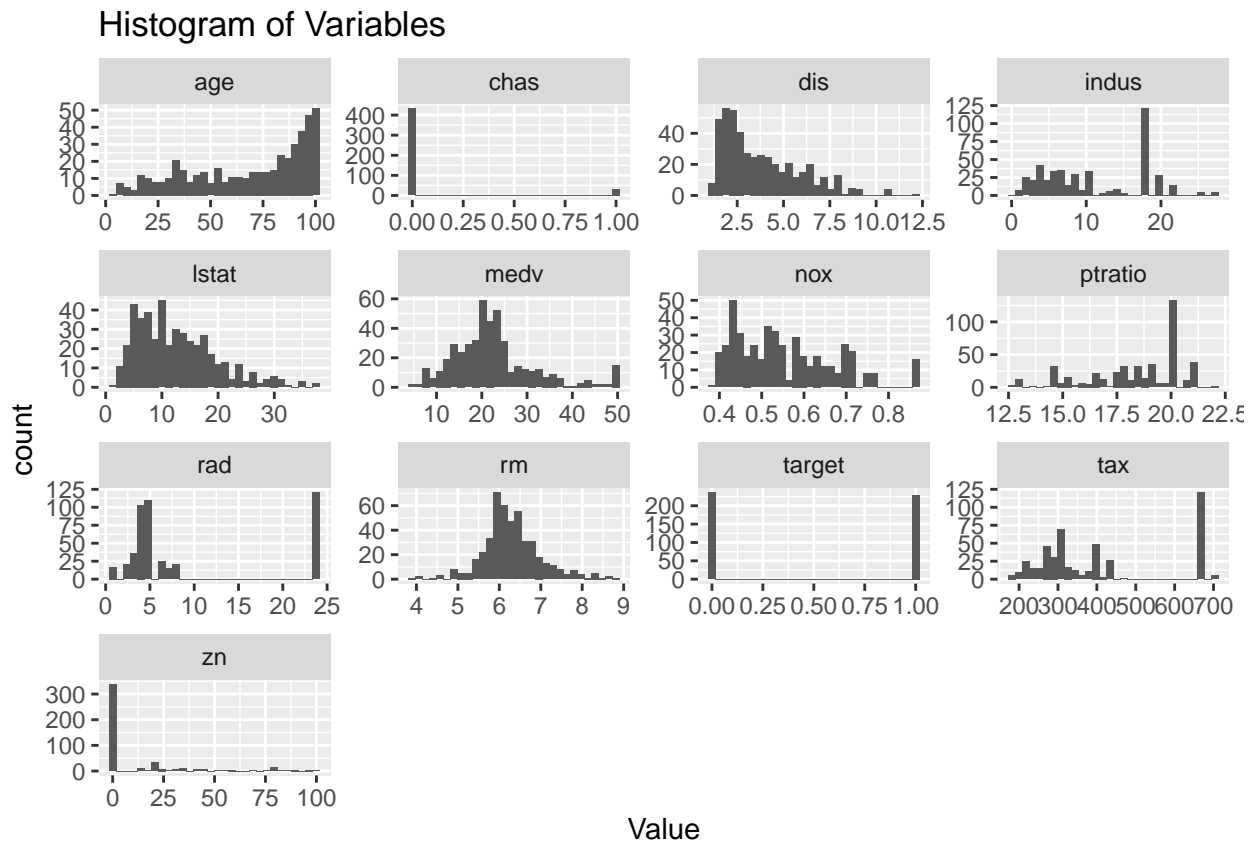 Histogram of Variables
age chas dis indus
50 40 30 20 10 0
400 300 200 100 0
40 20 0
125 100 75 50 25 0
0 25 50 75 100
0.00 0.25 0.50 0.75 1.00
2.5 5.0 7.5 10.0 12.5
0 10 20
lstat medv nox ptratio
40 30 20 10 0
60 40 20 0
50 40 30 20 10 0
100 50 0
0 10 20 30
10 20 30 40 50
0.4 0.5 0.6 0.7 0.8
12.5 15.0 17.5 20.0 22.5
count
rad rm target tax
125 100 75 50 25 0
60 40 20 0
200 150 100 50 0
125 100 75 50 25 0
0 5 10 15 20 25
4 5 6 7 8 9
0.00 0.25 0.50 0.75 1.00
200 300 400 500 600 700
zn
300 200 100 0
0 25 50 75 100
Value